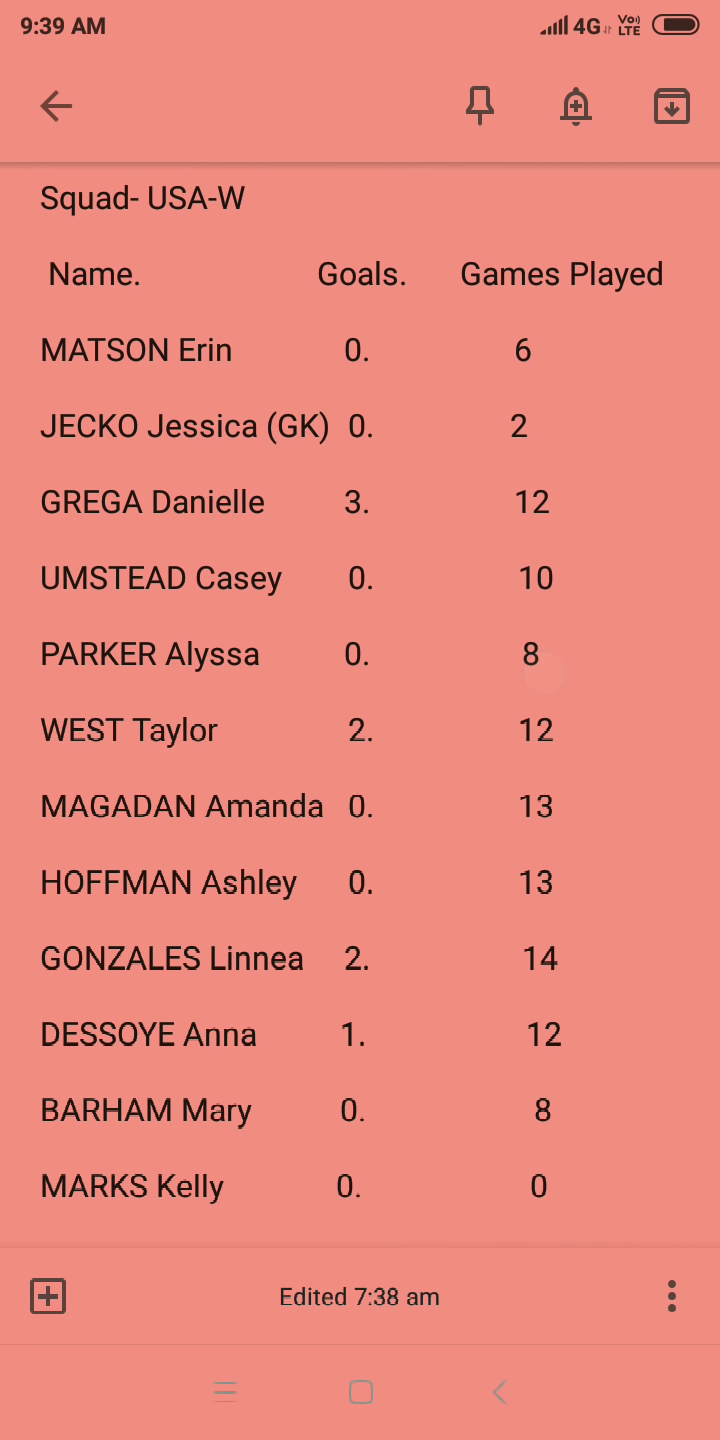 9:39 AM 4G Vo LTE
Squad- USA-W
Name. Goals. Games Played
MATSON Erin 0. 6
JECKO Jessica (GK) 0. 2
GREGA Danielle 3. 12
UMSTEAD Casey 0. 10
PARKER Alyssa 0. 8
WEST Taylor 2. 12
MAGADAN Amanda 0. 13
HOFFMAN Ashley 0. 13
GONZALES Linnea 2. 14
DESSOYE Anna 1. 12
BARHAM Mary 0. 8
MARKS Kelly 0. 0
Edited 7:38 am